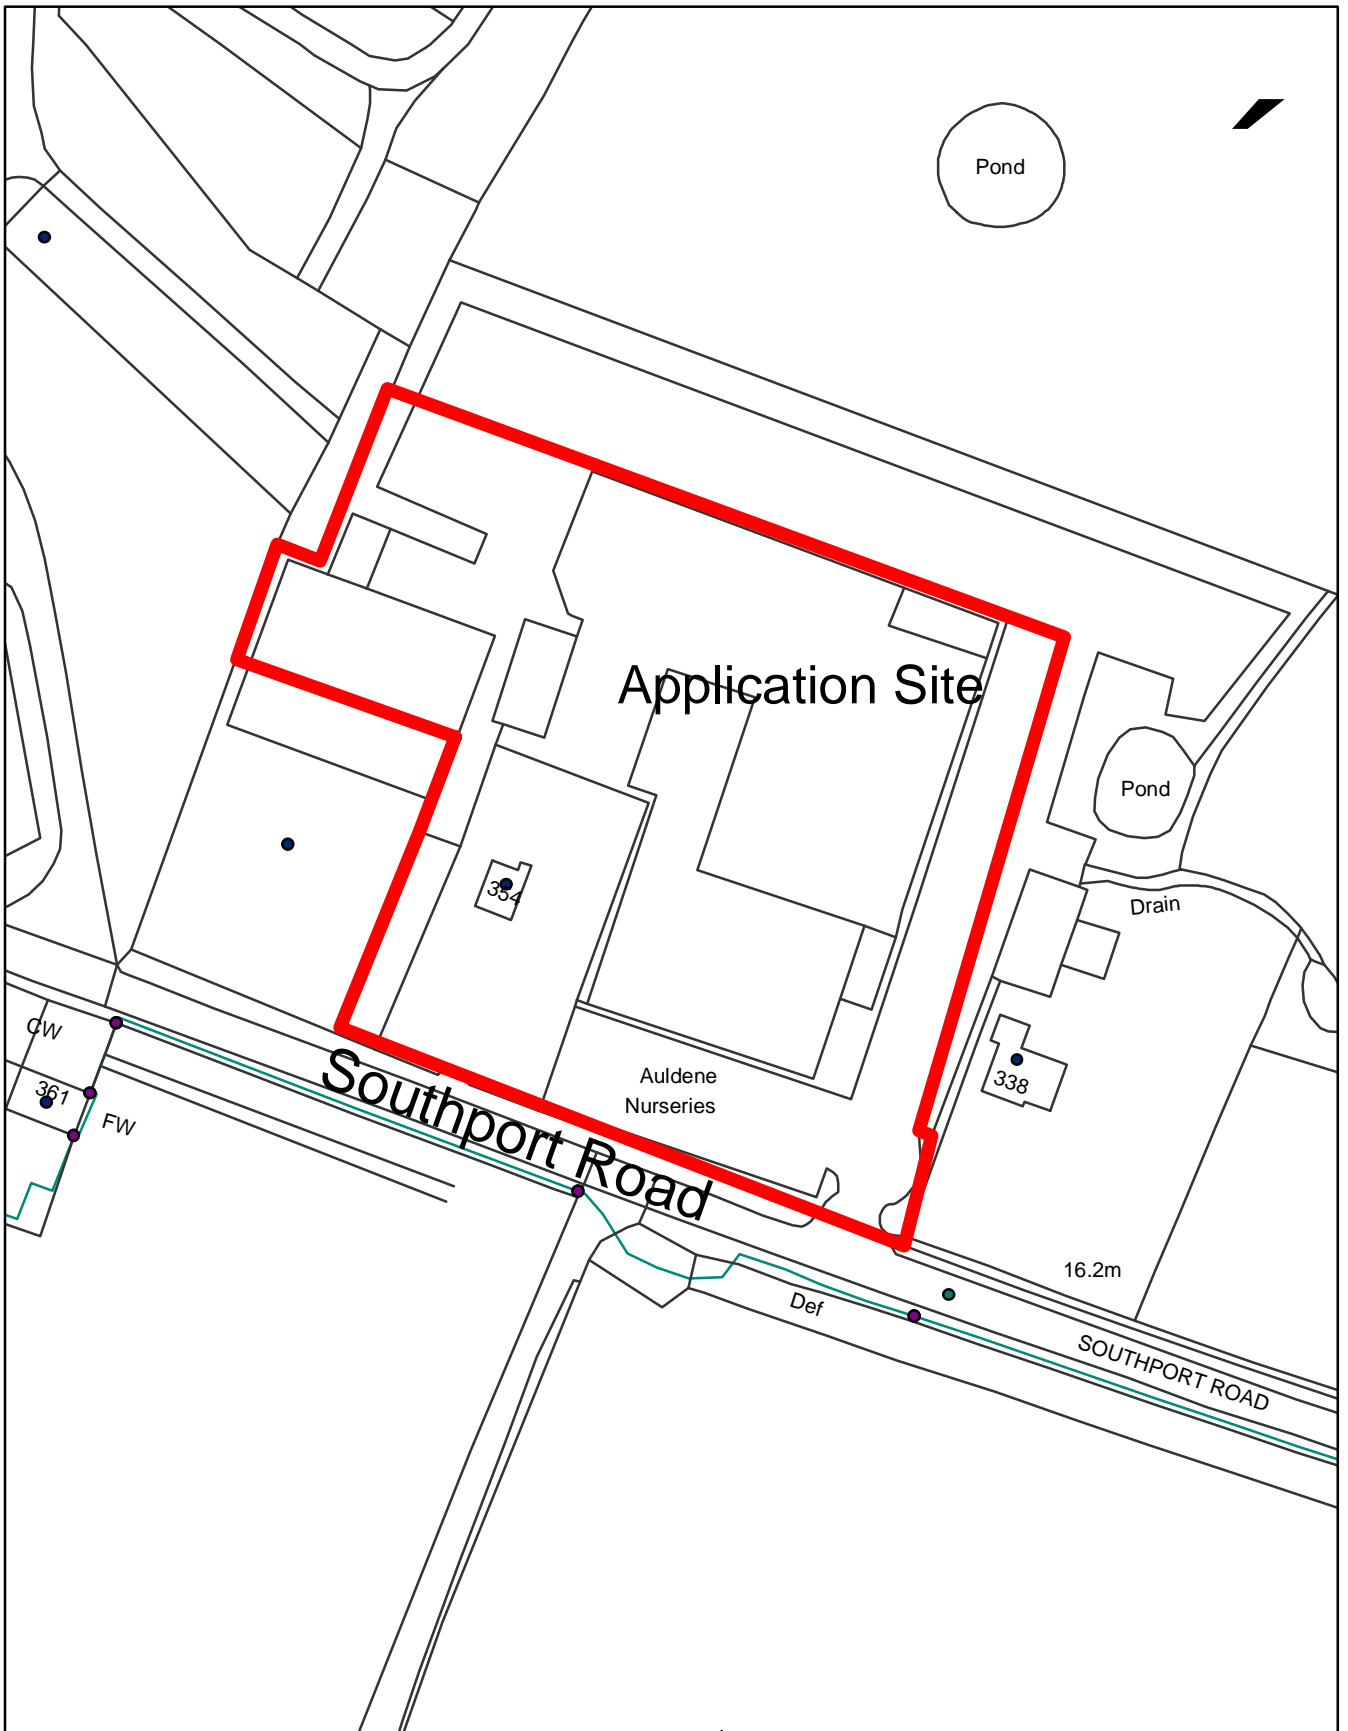 Pond
Application Site
Pond
354
Drain
CW
361
FW
338
Auldene
Nurseries
Southport Road
16.2m
Def
SOUTHPORT ROAD